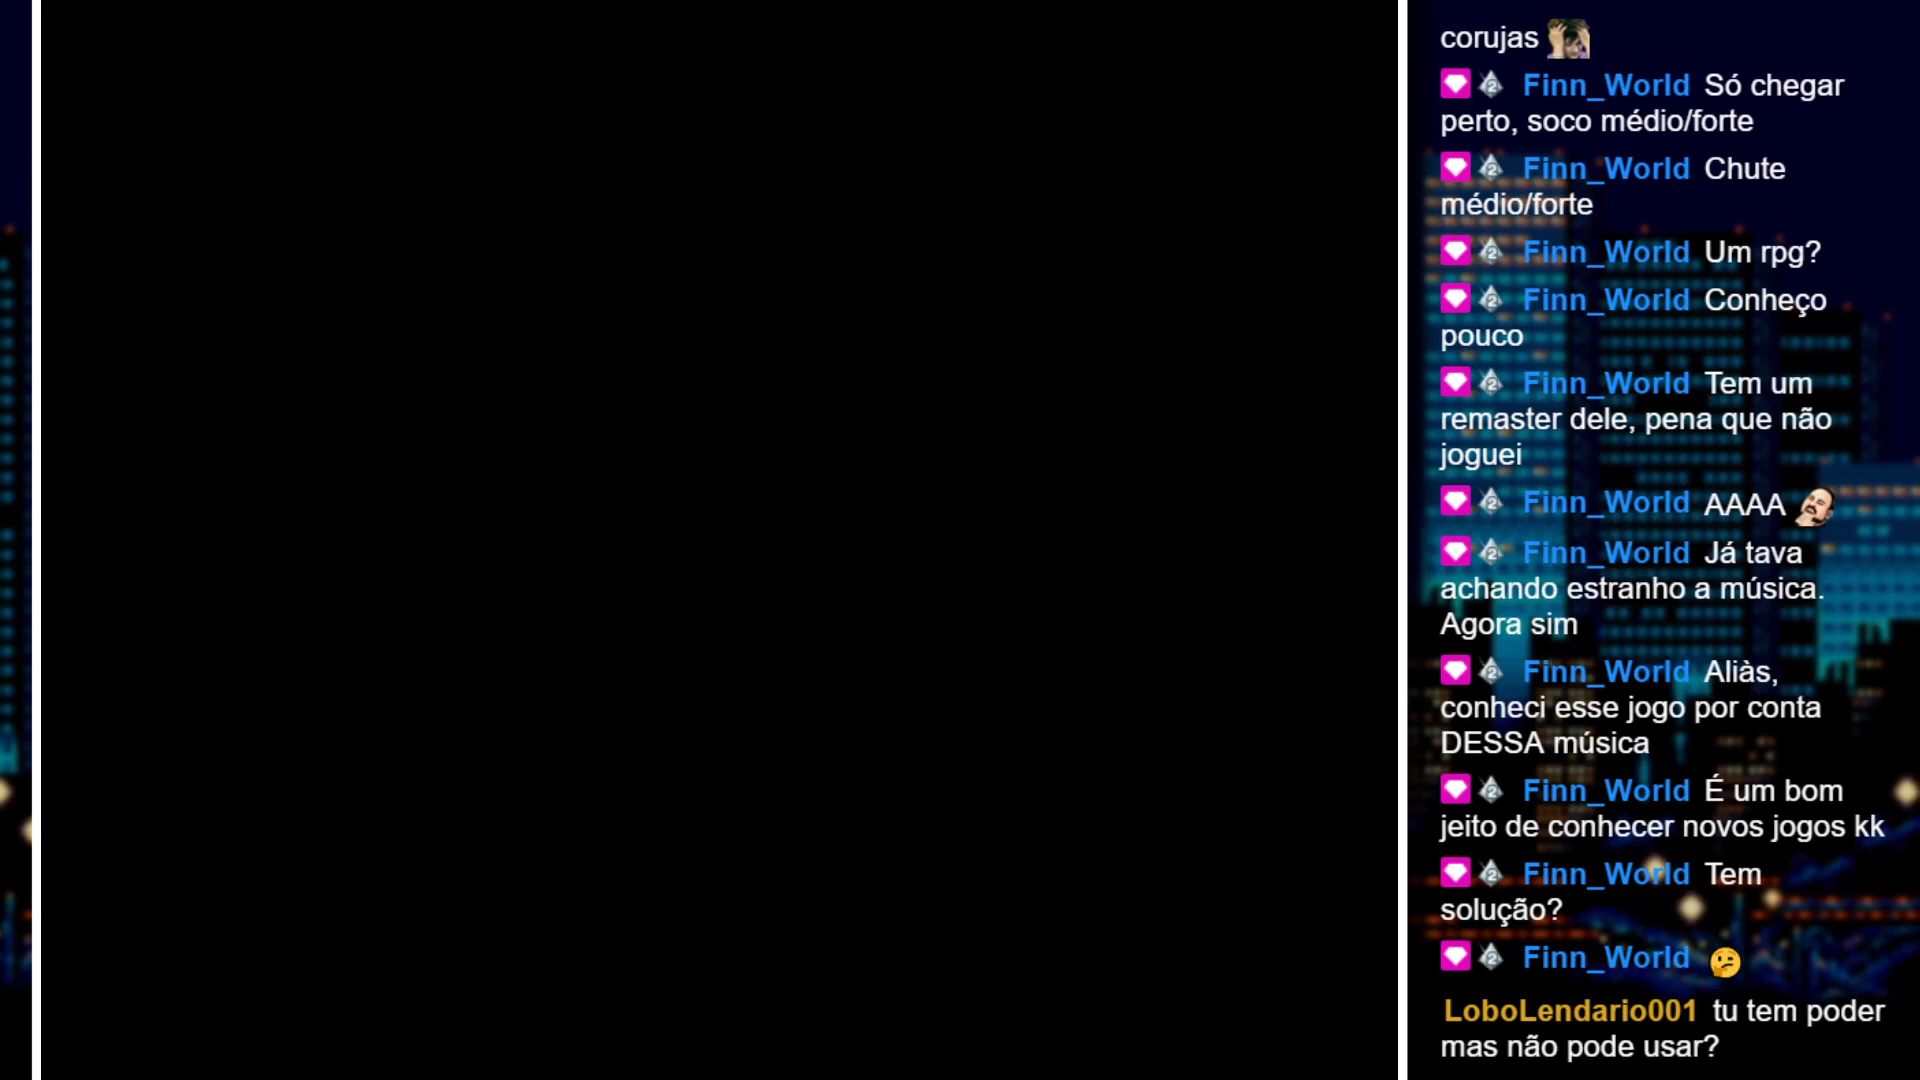 corujas
Finn_World Só chegar
perto, soco médio/forte
Finn_World Chute
médio/forte
Finn_World Um rpg?
Finn_World Conheço
pouco
Finn_World Tem um
remaster dele, pena que não
joguei
Finn_World AAAA
Finn_World Já tava
achando estranho a música.
Agora sim
Finn_World Aliàs,
conheci esse jogo por conta
DESSA música
Finn_World É um bom
jeito de conhecer novos jogos kk
Finn_World Tem
solução?
Finn_World 🤔
LoboLendario001 tu tem poder
mas não pode usar?